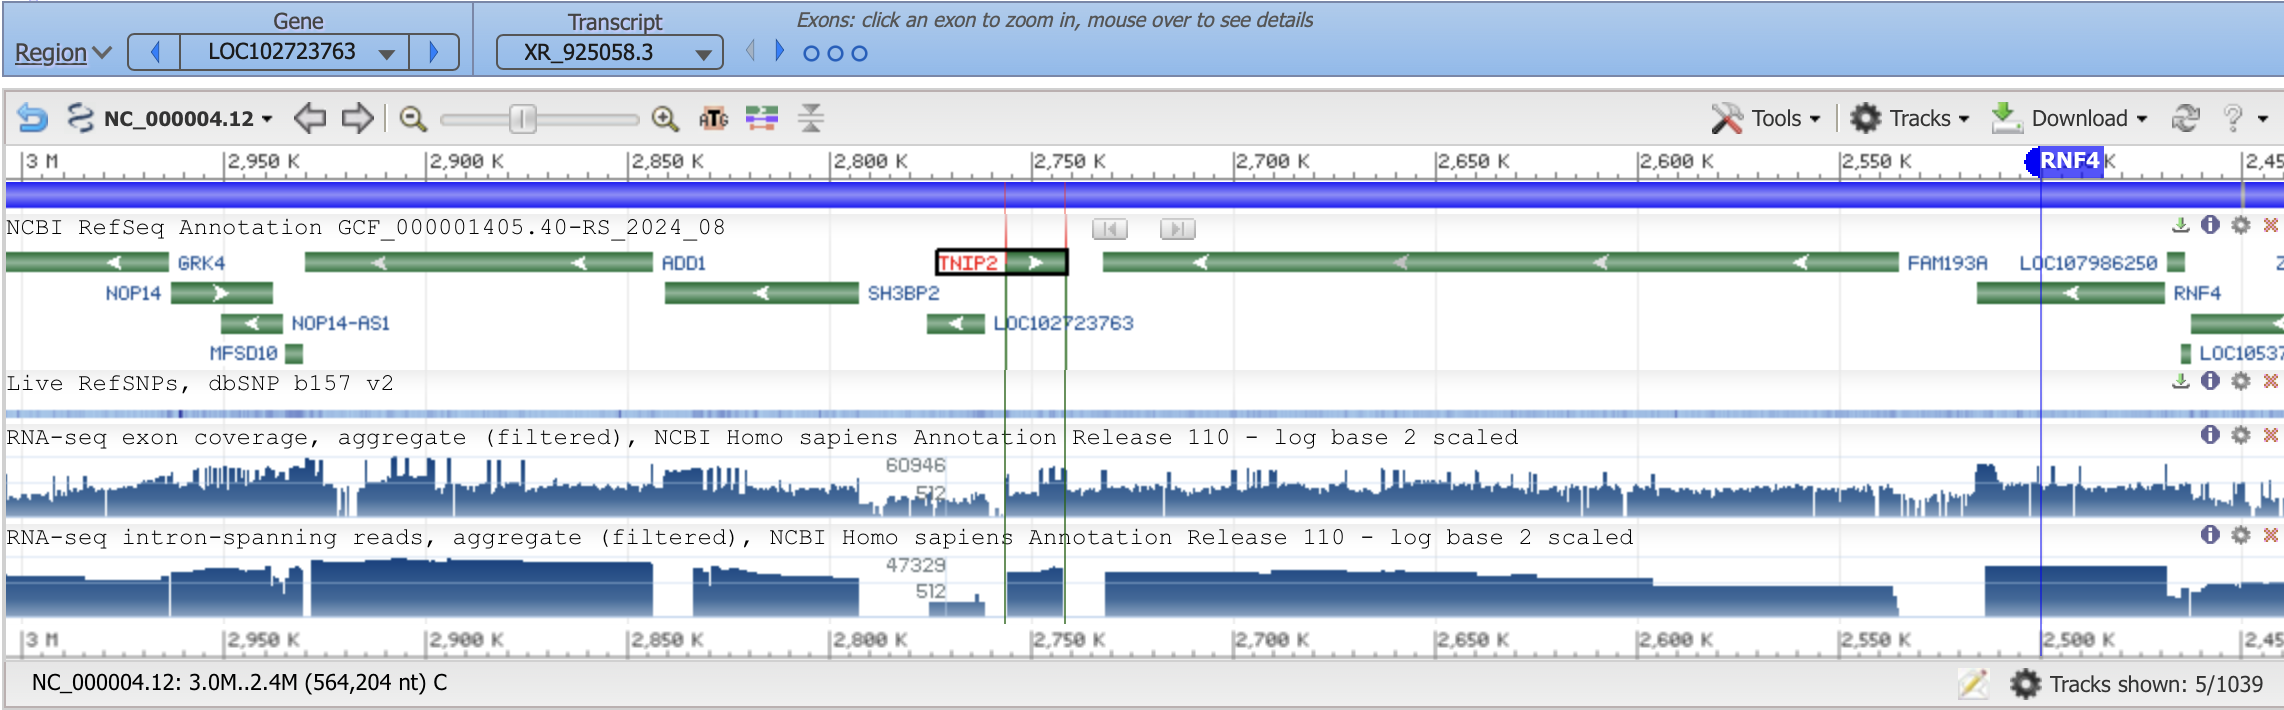 Gene
Transcript
Exons: click an exon to zoom in, mouse over to see details
Region
LOC102723763
XR_925058.3
NC_000004.12
ATG
Tools
Tracks
Download
?
3 M 2,950 K 2,900 K 2,850 K 2,800 K 2,750 K 2,700 K 2,650 K 2,600 K 2,550 K RNF4 K 2,45
NCBI RefSeq Annotation GCF_000001405.40-RS_2024_08
GRK4 ADD1 TNIP2 FAM193A LOC107986250 Z
NOP14 SH3BP2 RNF4
NOP14-AS1 LOC102723763
MFSD10 LOC10537
Live RefSNPs, dbSNP b157 v2
RNA-seq exon coverage, aggregate (filtered), NCBI Homo sapiens Annotation Release 110 - log base 2 scaled
60946
512
RNA-seq intron-spanning reads, aggregate (filtered), NCBI Homo sapiens Annotation Release 110 - log base 2 scaled
47329
512
3 M 2,950 K 2,900 K 2,850 K 2,800 K 2,750 K 2,700 K 2,650 K 2,600 K 2,550 K 2,500 K 2,45
NC_000004.12: 3.0M..2.4M (564,204 nt) C
Tracks shown: 5/1039